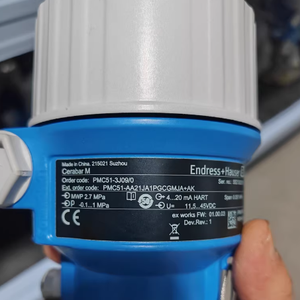 Made in China, 215021 Suzhou
Cerabar M
Endress+Hauser
Order code: PMC51-3J09/0
Ext. order code: PMC51-AA21JA1PGCGMJA+AK
MWP 2.7 MPa
4...20 mA HART
-0.1...1 MPa
U= 11,5...45VDC
ex works FW: 01.00.03
Dev.Rev.: 1